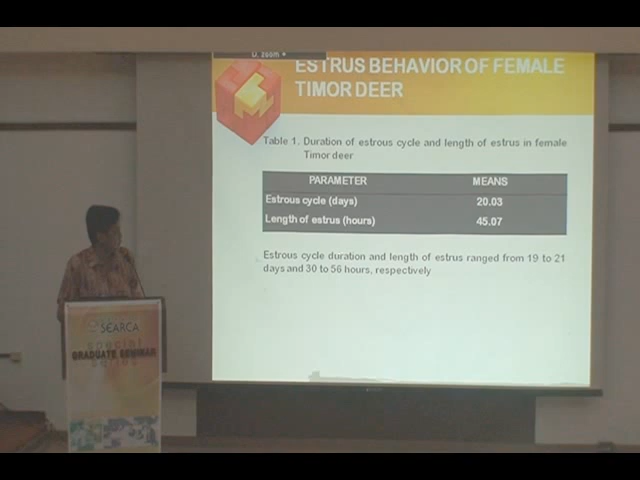 D. zoom
ESTRUS BEHAVIOR OF FEMALE
TIMOR DEER
Table 1. Duration of estrous cycle and length of estrus in female
Timor deer
PARAMETER MEANS
Estrous cycle (days) 20.03
Length of estrus (hours) 45.07
Estrous cycle duration and length of estrus ranged from 19 to 21
days and 30 to 56 hours, respectively
SEARCA
special
GRADUATE SEMINAR
series